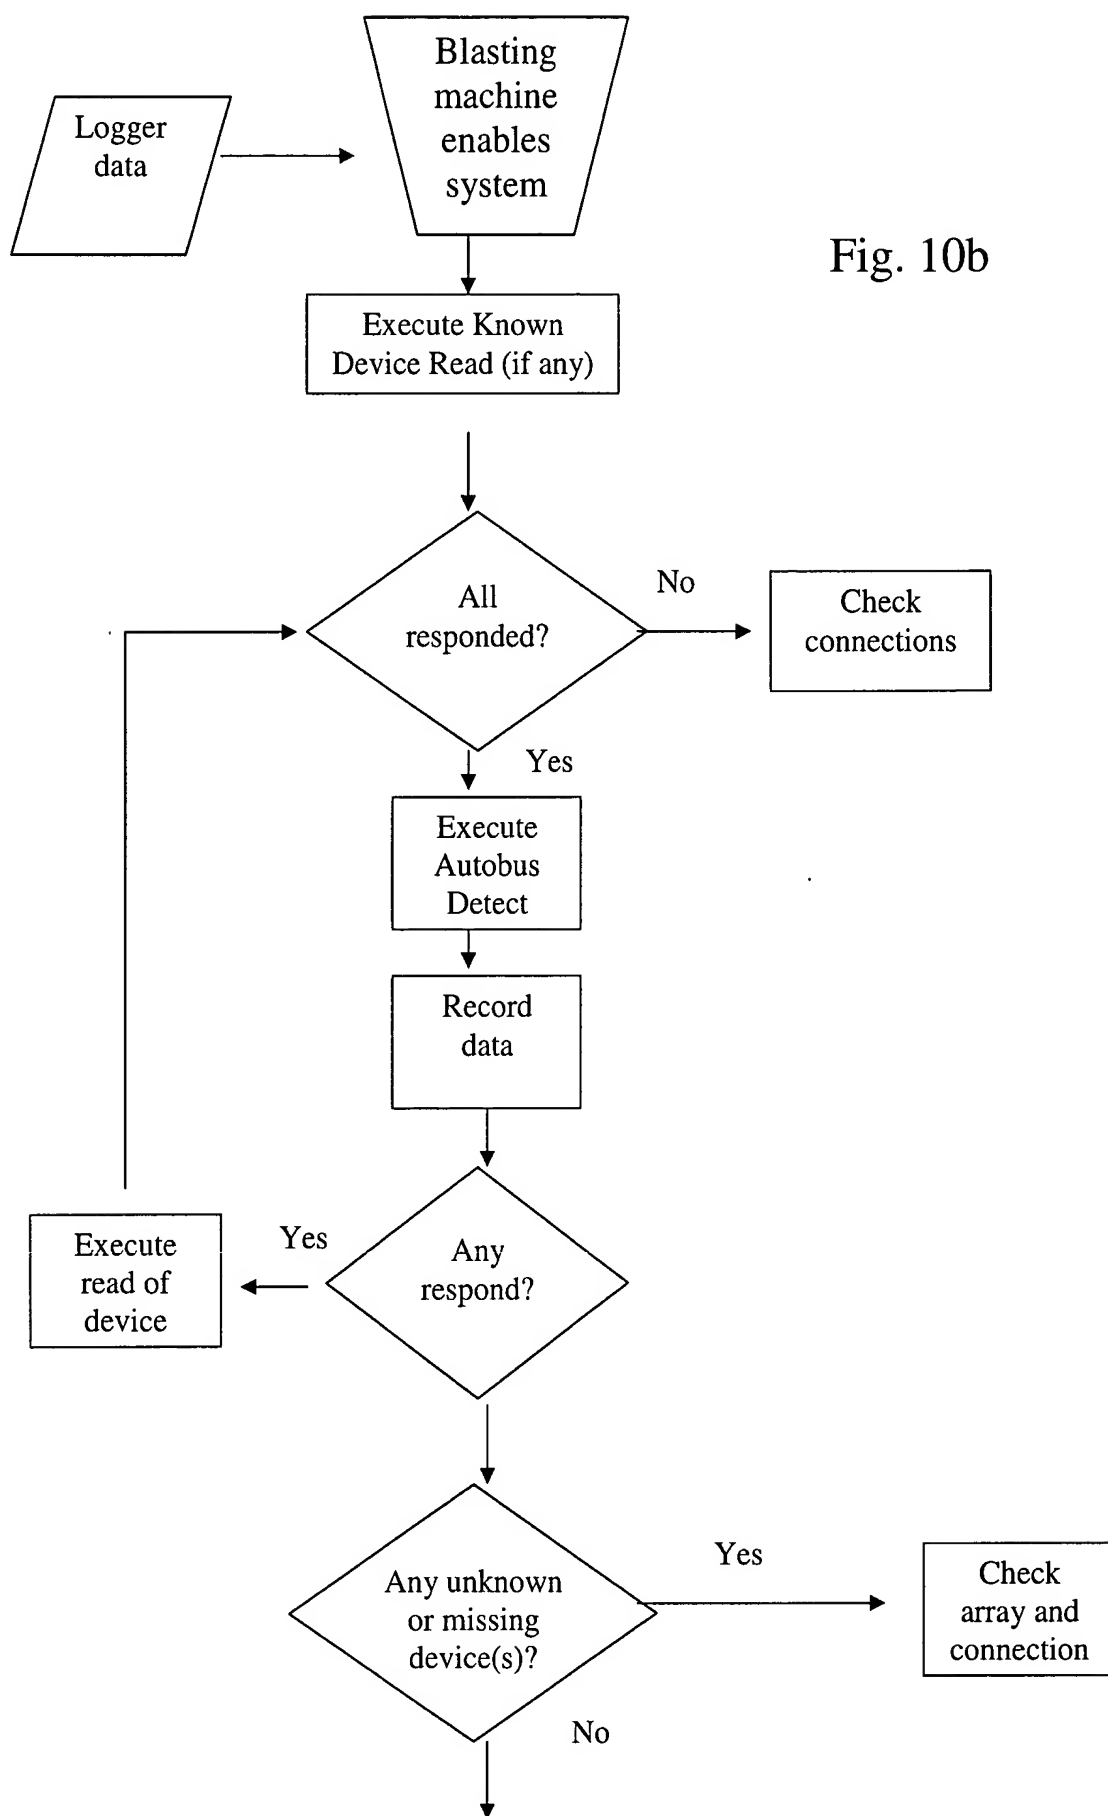 Blasting
machine
enables
system
Logger
data
Fig. 10b
Execute Known
Device Read (if any)
All
responded?
No
Check
connections
Yes
Execute
Autobus
Detect
Record
data
Any
respond?
Yes
Execute
read of
device
Any unknown
or missing
device(s)?
Yes
Check
array and
connection
No